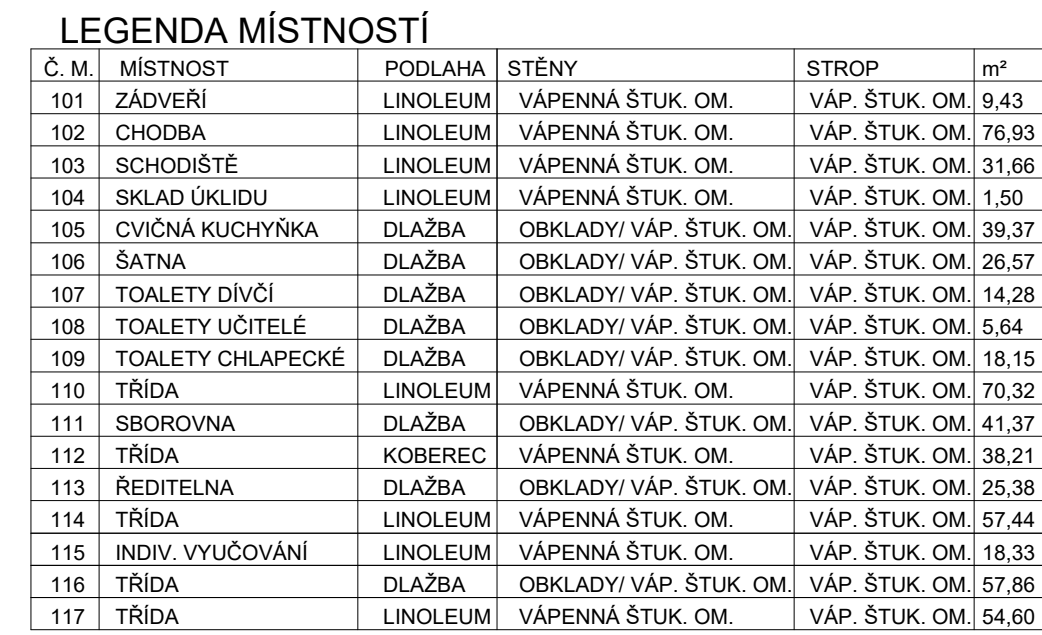 LEGENDA MÍSTNOSTÍ
Č. M. MÍSTNOST PODLAHA STĚNY STROP m²
101 ZÁDVEŘÍ LINOLEUM VÁPENNÁ ŠTUK. OM. VÁP. ŠTUK. OM. 9,43
102 CHODBA LINOLEUM VÁPENNÁ ŠTUK. OM. VÁP. ŠTUK. OM. 76,93
103 SCHODIŠTĚ LINOLEUM VÁPENNÁ ŠTUK. OM. VÁP. ŠTUK. OM. 31,66
104 SKLAD ÚKLIDU LINOLEUM VÁPENNÁ ŠTUK. OM. VÁP. ŠTUK. OM. 1,50
105 CVIČNÁ KUCHYŇKA DLAŽBA OBKLADY/ VÁP. ŠTUK. OM. VÁP. ŠTUK. OM. 39,37
106 ŠATNA DLAŽBA OBKLADY/ VÁP. ŠTUK. OM. VÁP. ŠTUK. OM. 26,57
107 TOALETY DÍVČÍ DLAŽBA OBKLADY/ VÁP. ŠTUK. OM. VÁP. ŠTUK. OM. 14,28
108 TOALETY UČITELÉ DLAŽBA OBKLADY/ VÁP. ŠTUK. OM. VÁP. ŠTUK. OM. 5,64
109 TOALETY CHLAPECKÉ DLAŽBA OBKLADY/ VÁP. ŠTUK. OM. VÁP. ŠTUK. OM. 18,15
110 TŘÍDA LINOLEUM VÁPENNÁ ŠTUK. OM. VÁP. ŠTUK. OM. 70,32
111 SBOROVNA DLAŽBA OBKLADY/ VÁP. ŠTUK. OM. VÁP. ŠTUK. OM. 41,37
112 TŘÍDA KOBEREC VÁPENNÁ ŠTUK. OM. VÁP. ŠTUK. OM. 38,21
113 ŘEDITELNA DLAŽBA OBKLADY/ VÁP. ŠTUK. OM. VÁP. ŠTUK. OM. 25,38
114 TŘÍDA LINOLEUM VÁPENNÁ ŠTUK. OM. VÁP. ŠTUK. OM. 57,44
115 INDIV. VYUČOVÁNÍ LINOLEUM VÁPENNÁ ŠTUK. OM. VÁP. ŠTUK. OM. 18,33
116 TŘÍDA DLAŽBA OBKLADY/ VÁP. ŠTUK. OM. VÁP. ŠTUK. OM. 57,86
117 TŘÍDA LINOLEUM VÁPENNÁ ŠTUK. OM. VÁP. ŠTUK. OM. 54,60